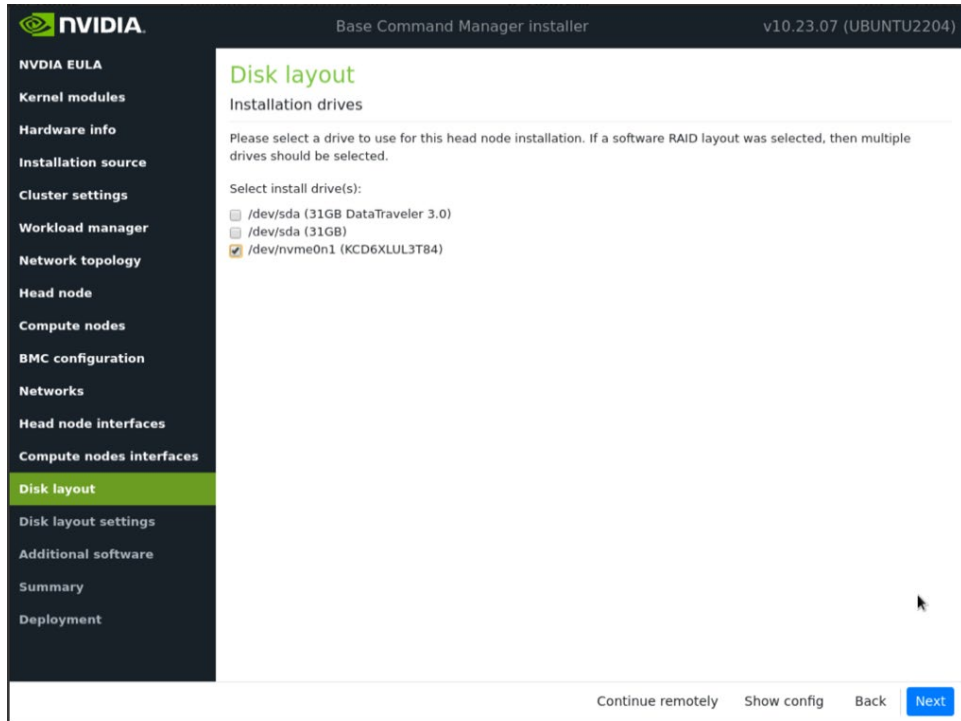 NVIDIA.
Base Command Manager installer
v10.23.07 (UBUNTU2204)
NVDIA EULA
Kernel modules
Hardware info
Installation source
Cluster settings
Workload manager
Network topology
Head node
Compute nodes
BMC configuration
Networks
Head node interfaces
Compute nodes interfaces
Disk layout
Disk layout settings
Additional software
Summary
Deployment
Disk layout
Installation drives
Please select a drive to use for this head node installation. If a software RAID layout was selected, then multiple
drives should be selected.
Select install drive(s):
/dev/sda (31GB DataTraveler 3.0)
/dev/sda (31GB)
/dev/nvme0n1 (KCD6XLUL3T84)
Continue remotely
Show config
Back
Next